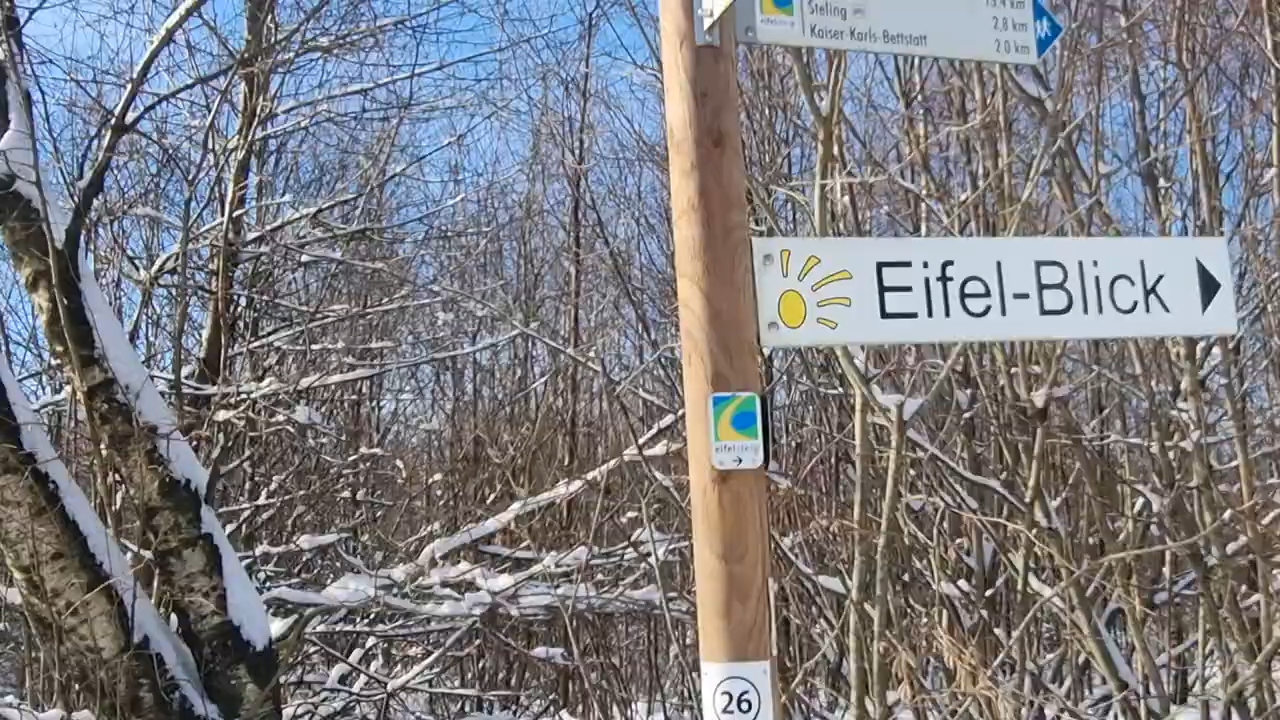 Steling 2,8 km
Kaiser-Karls-Bettstatt 2.0 km
Eifel-Blick
eifelsteig
26